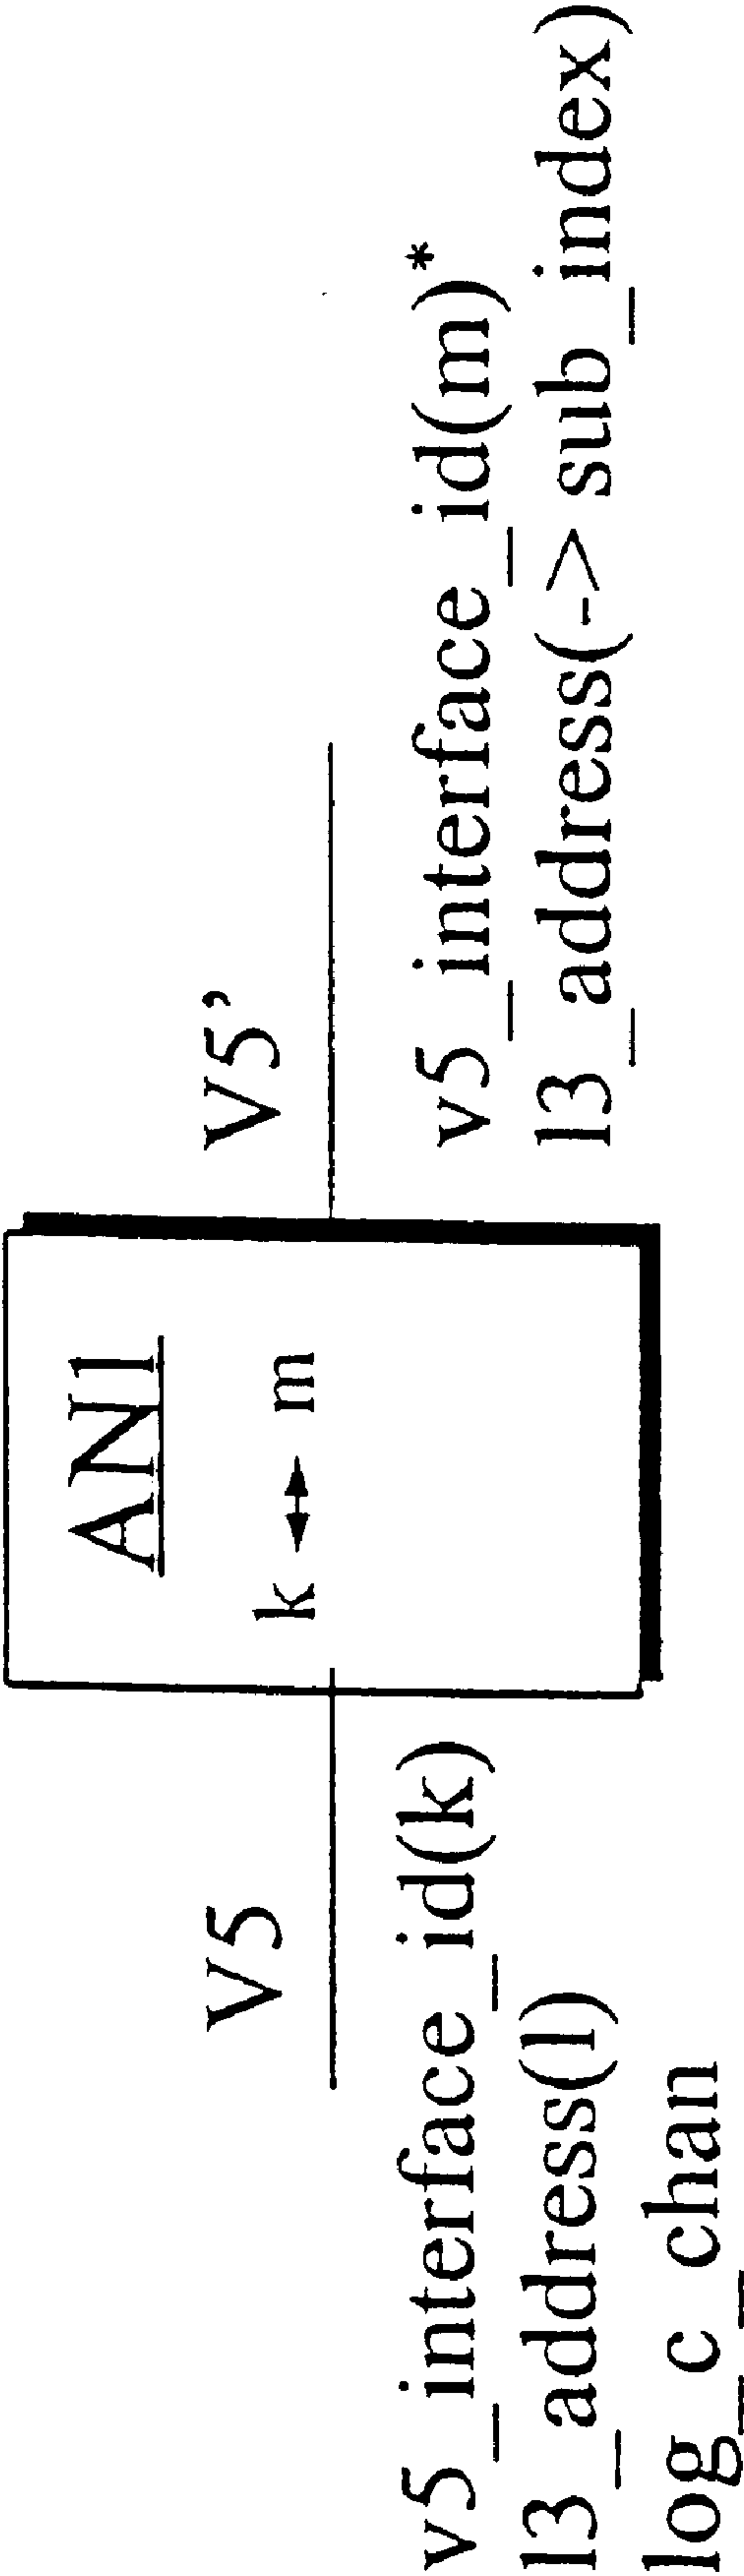 AN1
V5
k ↔ m
V5’
v5_interface_id(k)
l3_address(l)
log_c_chan
v5_interface_id(m)*
l3_address(-> sub_index)